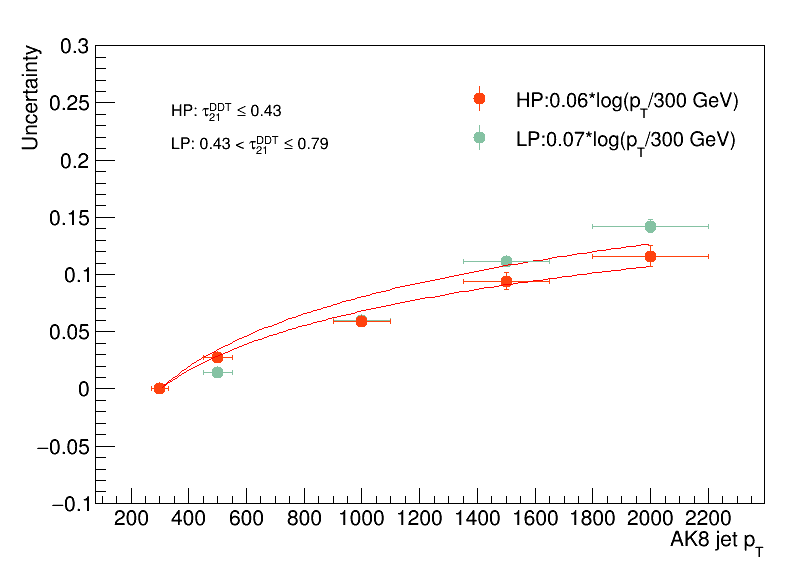 Uncertainty
0.3
0.25
0.2
0.15
0.1
0.05
0
−0.05
−0.1
HP: τ₂₁ᴰᴰᵀ ≤ 0.43
LP: 0.43 < τ₂₁ᴰᴰᵀ ≤ 0.79
HP:0.06*log(p_T/300 GeV)
LP:0.07*log(p_T/300 GeV)
200 400 600 800 1000 1200 1400 1600 1800 2000 2200
AK8 jet p_T